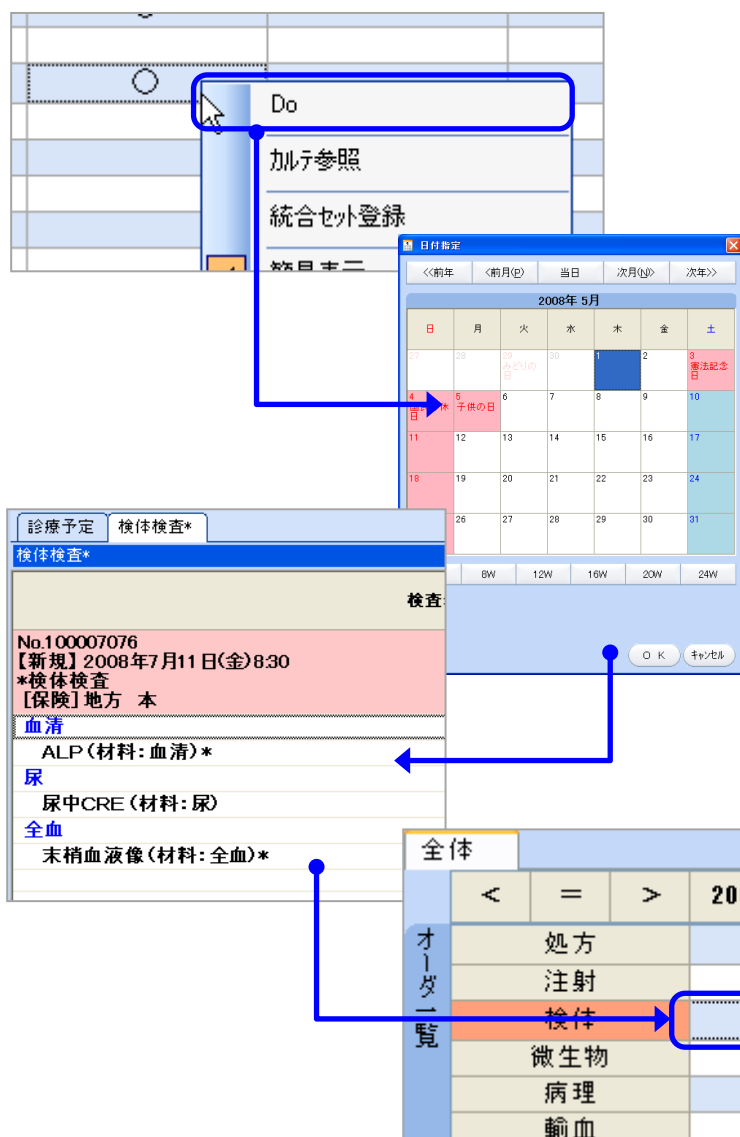 Do
カルテ参照
統合セット登録
簡易表示
日付指定
<<前年 <前月(P) 当日 次月(N)> 次年>>
2008年 5月
日 月 火 水 木 金 土
27 28 29 みどりの日 30 1 2 3 憲法記念日
4 5 子供の日 6 7 8 9 10
11 12 13 14 15 16 17
18 19 20 21 22 23 24
26 27 28 29 30 31
8W 12W 16W 20W 24W
OK キャンセル
診療予定 検体検査*
検体検査*
検査
No.100007076
【新規】2008年7月11日(金)8:30
*検体検査
[保険]地方 本
血清
ALP(材料:血清)*
尿
尿中CRE(材料:尿)
全血
末梢血液像(材料:全血)*
全体
< = > 20
オーダ一覧
処方
注射
検体
微生物
病理
輸血